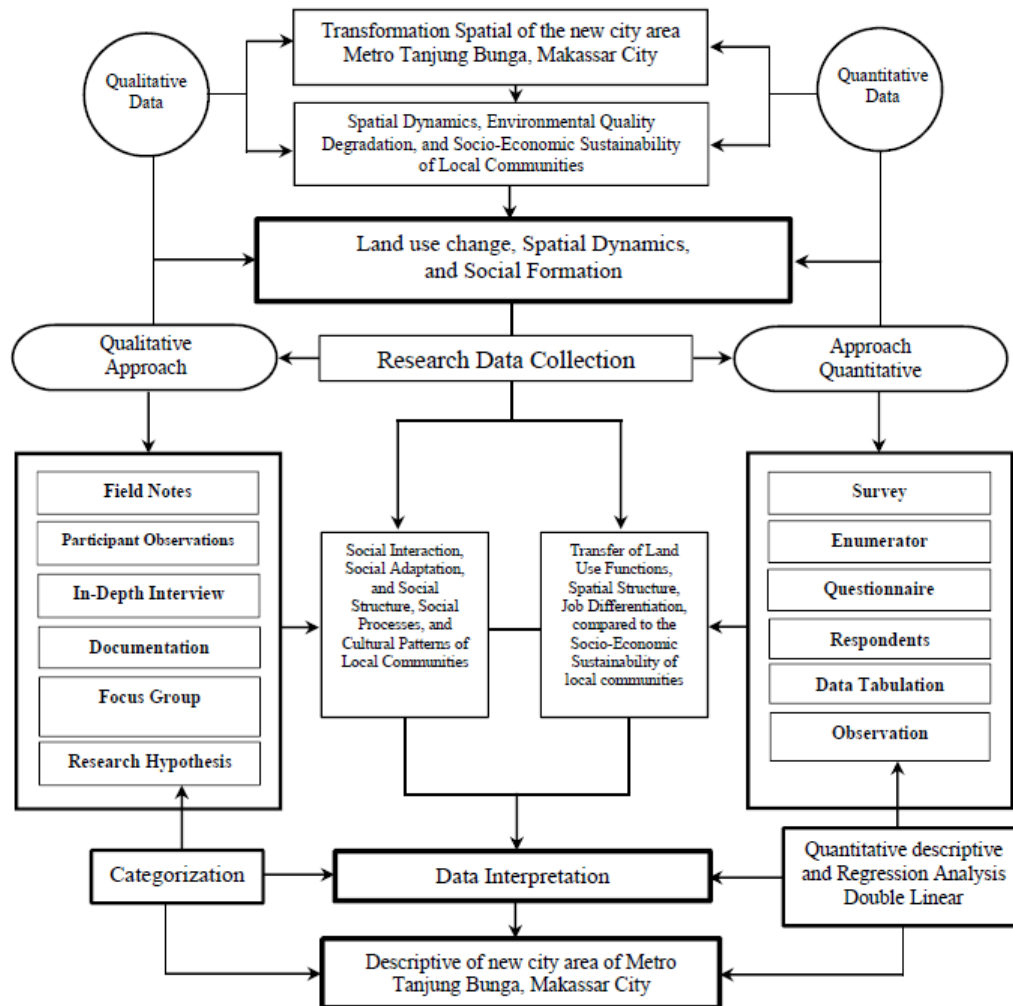 Transformation Spatial of the new city area
Metro Tanjung Bunga, Makassar City
Qualitative
Data
Quantitative
Data
Spatial Dynamics, Environmental Quality
Degradation, and Socio-Economic Sustainability
of Local Communities
Land use change, Spatial Dynamics,
and Social Formation
Qualitative
Approach
Research Data Collection
Approach
Quantitative
Field Notes
Participant Observations
In-Depth Interview
Documentation
Focus Group
Research Hypothesis
Social Interaction,
Social Adaptation,
and Social
Structure, Social
Processes, and
Cultural Patterns of
Local Communities
Transfer of Land
Use Functions,
Spatial Structure,
Job Differentiation,
compared to the
Socio-Economic
Sustainability of
local communities
Survey
Enumerator
Questionnaire
Respondents
Data Tabulation
Observation
Categorization
Data Interpretation
Quantitative descriptive
and Regression Analysis
Double Linear
Descriptive of new city area of Metro
Tanjung Bunga, Makassar City